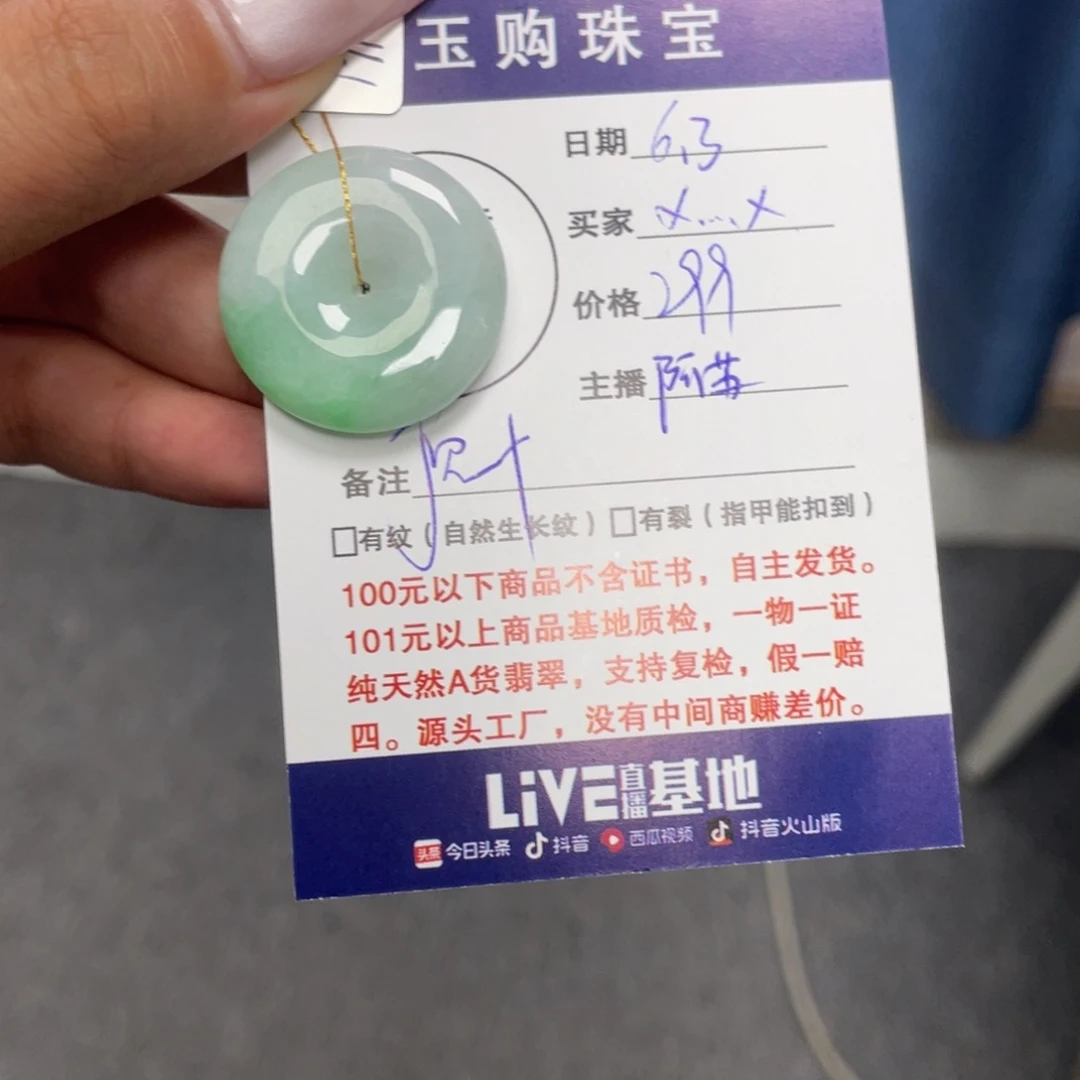 玉购珠宝
日期 6.3
买家 x...x
价格 299
主播 阿苗
备注
有纹（自然生长纹）有裂（指甲能扣到）
100元以下商品不含证书，自主发货。
101元以上商品基地质检，一物一证
纯天然A货翡翠，支持复检，假一赔
四。源头工厂，没有中间商赚差价。
LiVE直播基地
头条 今日头条 抖音 西瓜视频 抖音火山版